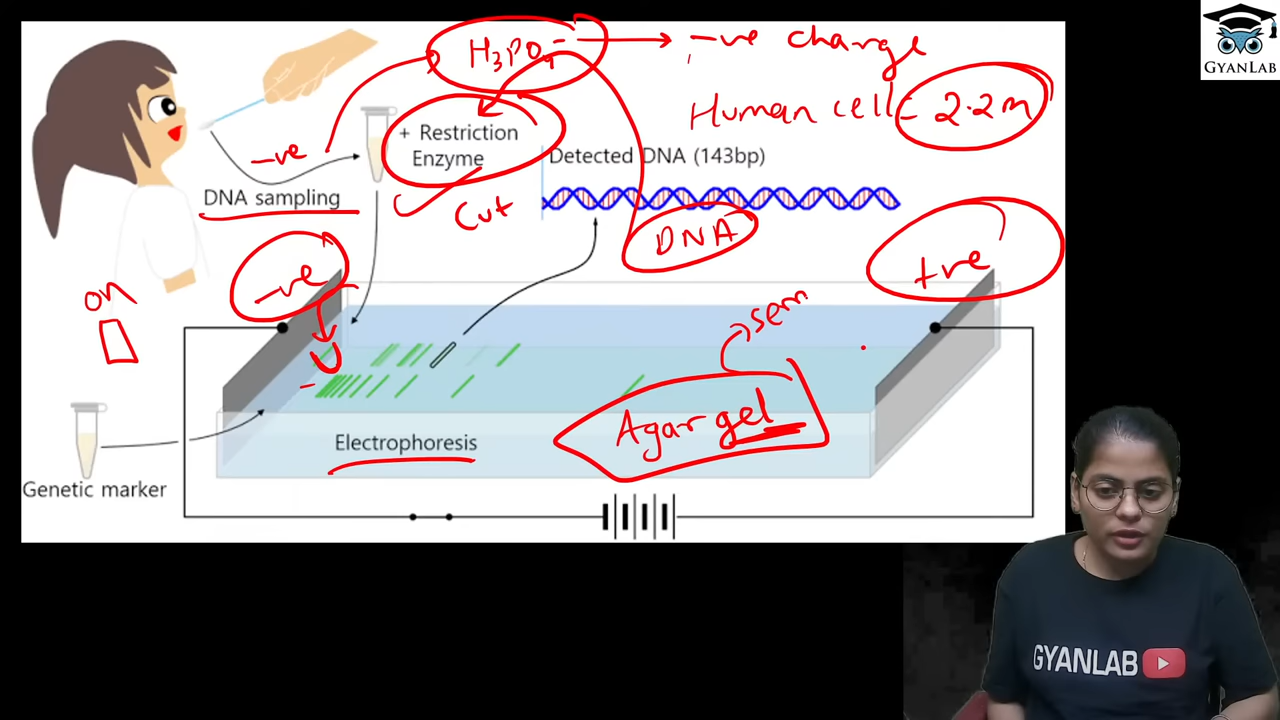 H₃PO₄-
-ve change
Human cell - 2.2m
+ Restriction
Enzyme
Detected DNA (143bp)
-ve
DNA sampling
Cut
DNA
-ve
+ve
on
sem
Agar gel
-
Electrophoresis
Genetic marker
GYANLAB
GYANLAB